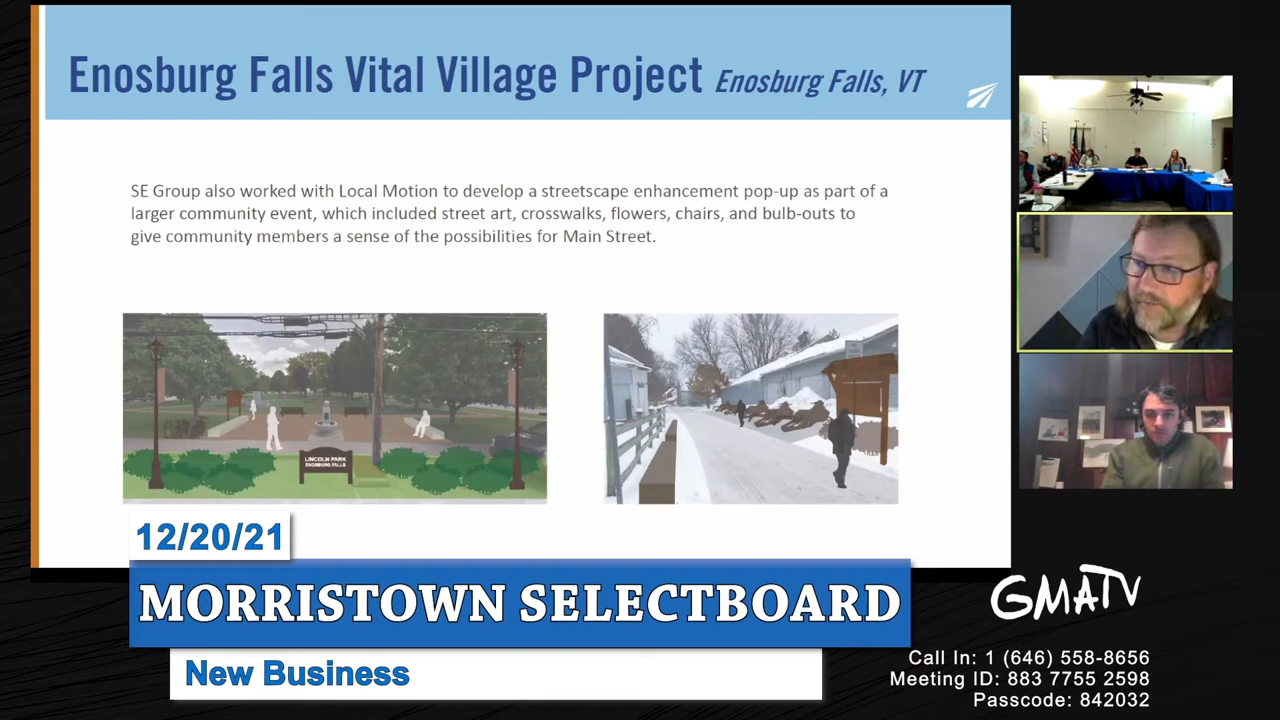 Enosburg Falls Vital Village Project Enosburg Falls, VT
SE Group also worked with Local Motion to develop a streetscape enhancement pop-up as part of a
larger community event, which included street art, crosswalks, flowers, chairs, and bulb-outs to
give community members a sense of the possibilities for Main Street.
LINCOLN PARK
ENOSBURG FALLS
12/20/21
MORRISTOWN SELECTBOARD
New Business
GMATV
Call In: 1 (646) 558-8656
Meeting ID: 883 7755 2598
Passcode: 842032